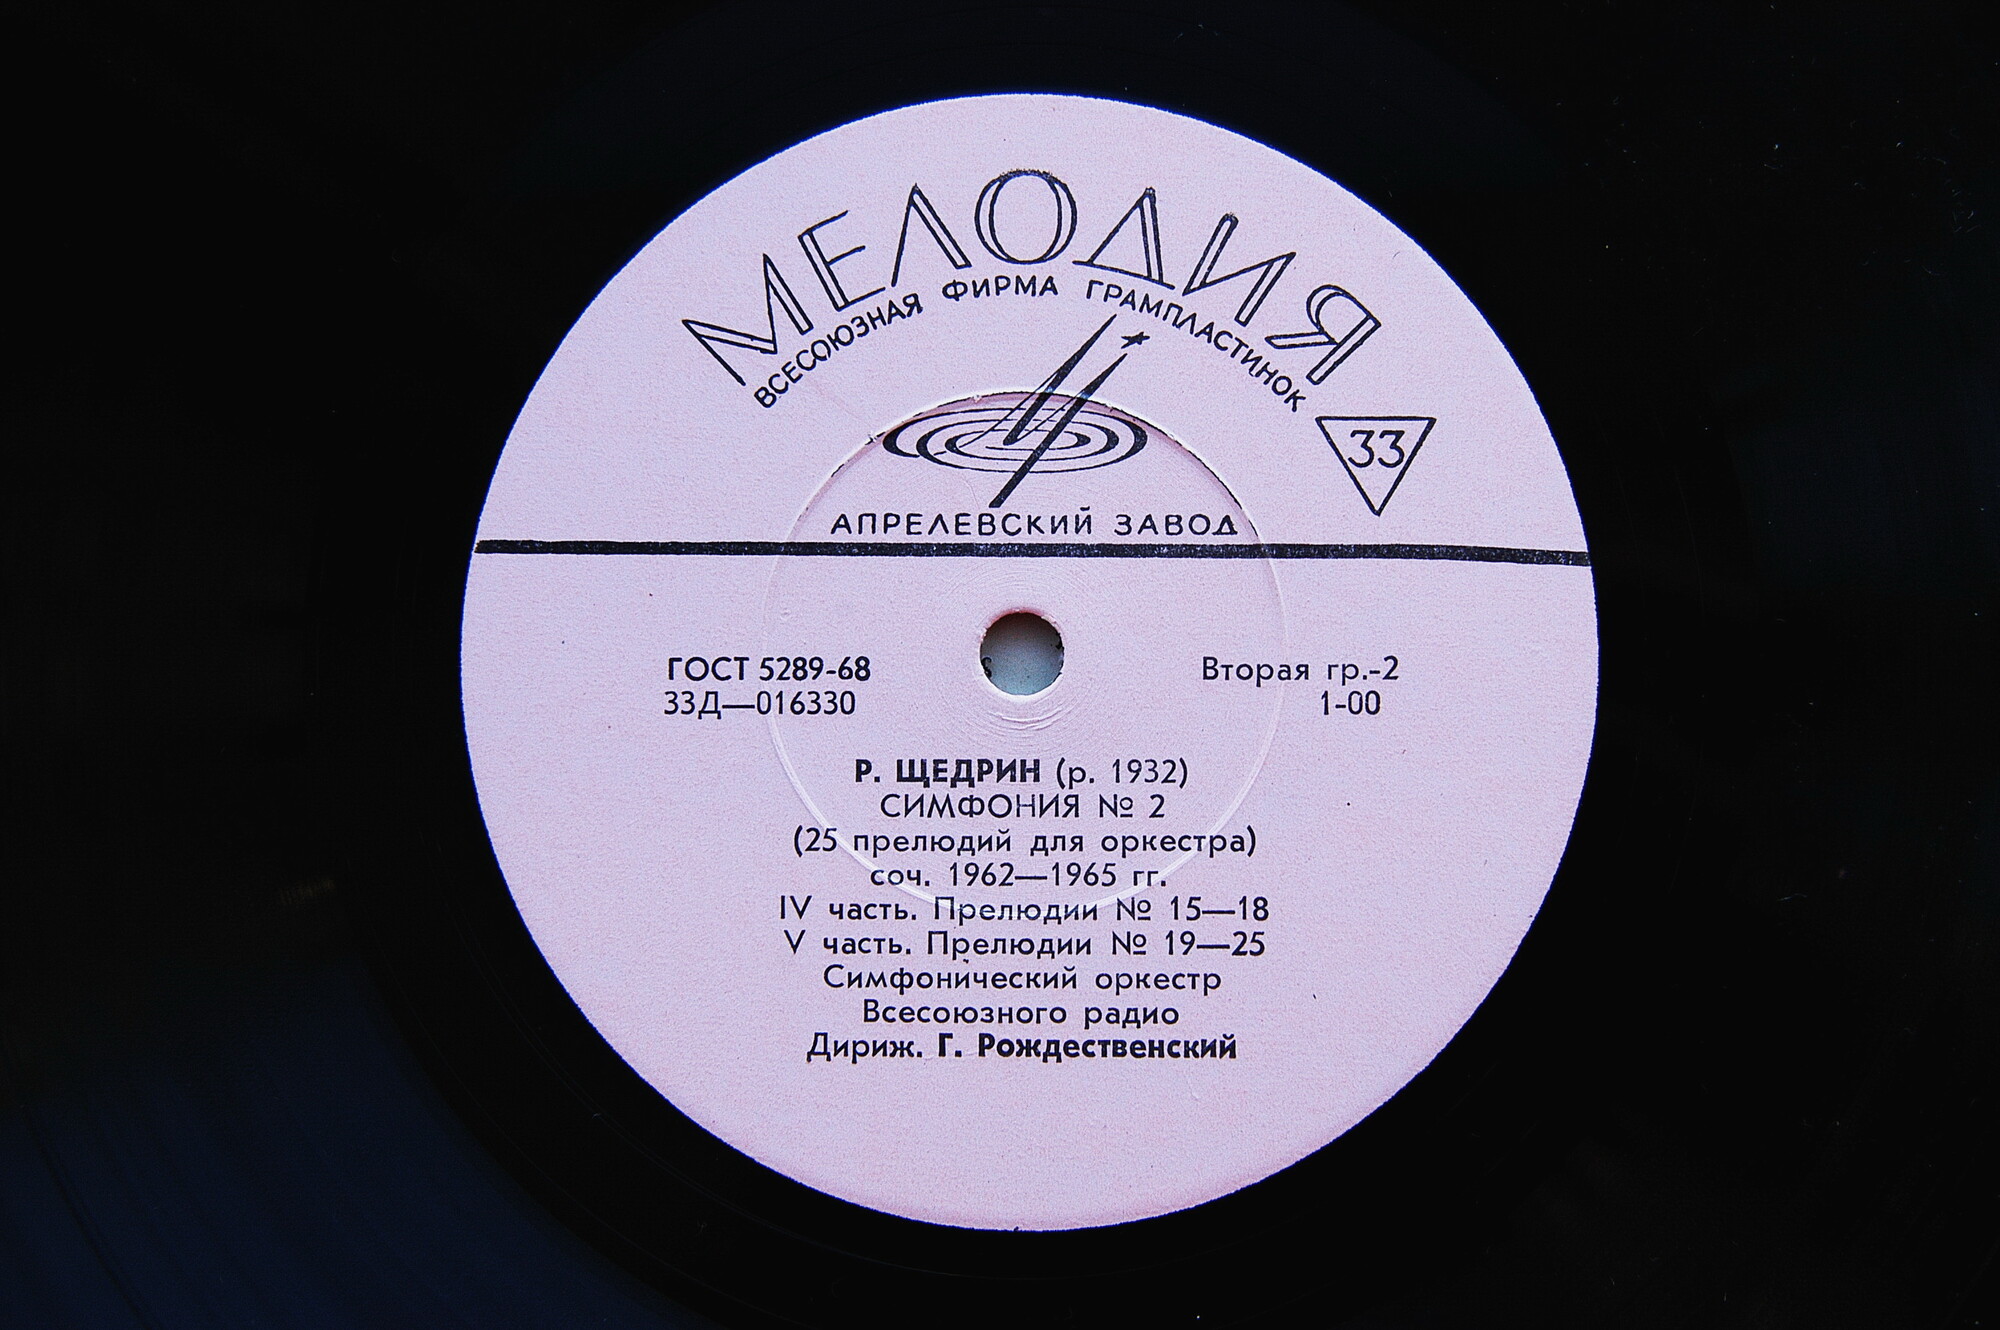 МЕЛОДИЯ
ВСЕСОЮЗНАЯ ФИРМА ГРАМПЛАСТИНОК
33
АПРЕЛЕВСКИЙ ЗАВОД
ГОСТ 5289-68
33Д—016330
Вторая гр.-2
1-00
Р. ЩЕДРИН (р. 1932)
СИМФОНИЯ № 2
(25 прелюдий для оркестра)
соч. 1962—1965 гг.
IV часть. Прелюдии № 15—18
V часть. Прелюдии № 19—25
Симфонический оркестр
Всесоюзного радио
Дириж. Г. Рождественский